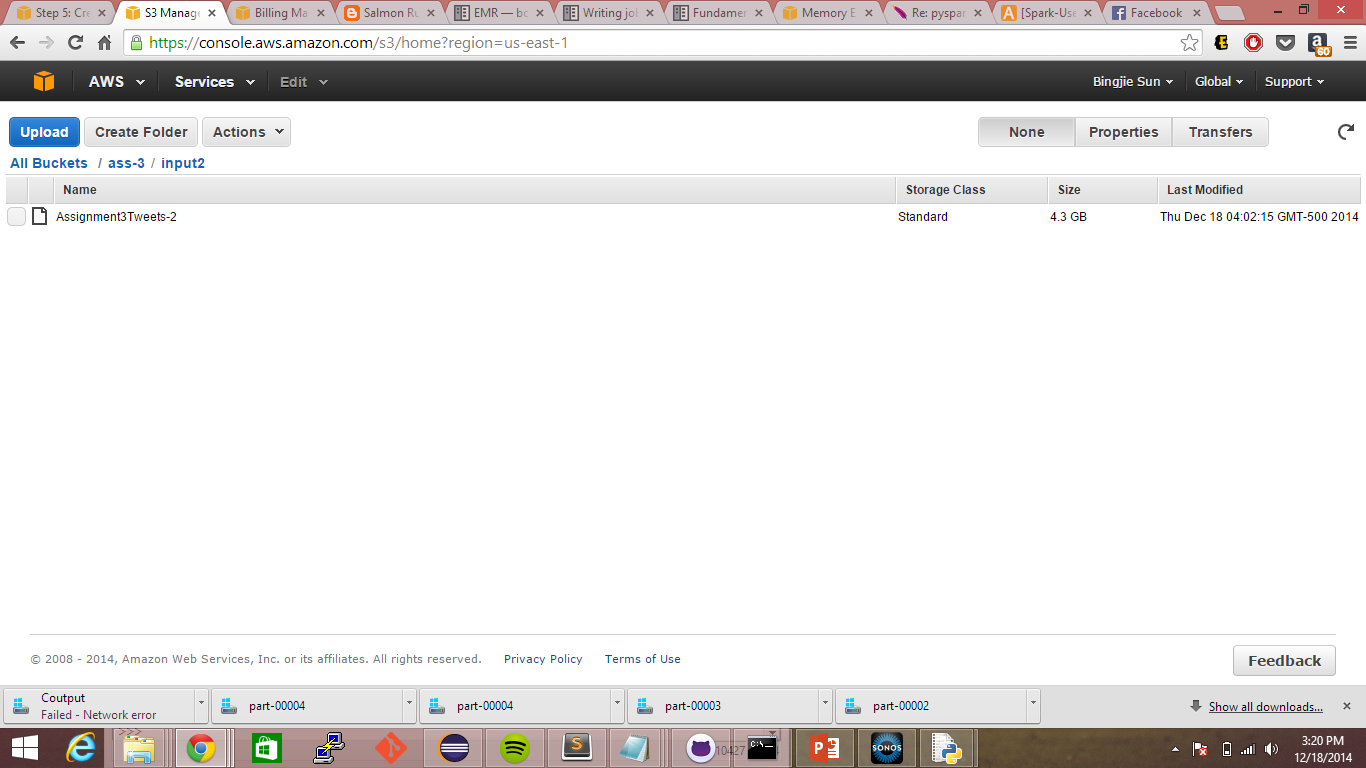 Step 5: Cre
S3 Manage
Billing Ma
Salmon Ru
EMR — bc
Writing jol
Fundamen
Memory E
Re: pyspar
[Spark-Use
Facebook
https://console.aws.amazon.com/s3/home?region=us-east-1
60
AWS Services Edit
Bingjie Sun Global Support
Upload Create Folder Actions
None Properties Transfers
All Buckets / ass-3 / input2
Name Storage Class Size Last Modified
Assignment3Tweets-2 Standard 4.3 GB Thu Dec 18 04:02:15 GMT-500 2014
© 2008 - 2014, Amazon Web Services, Inc. or its affiliates. All rights reserved. Privacy Policy Terms of Use
Feedback
Coutput
Failed - Network error
part-00004
part-00004
part-00003
part-00002
Show all downloads...
10427
C:\
SONOS
3:20 PM
12/18/2014